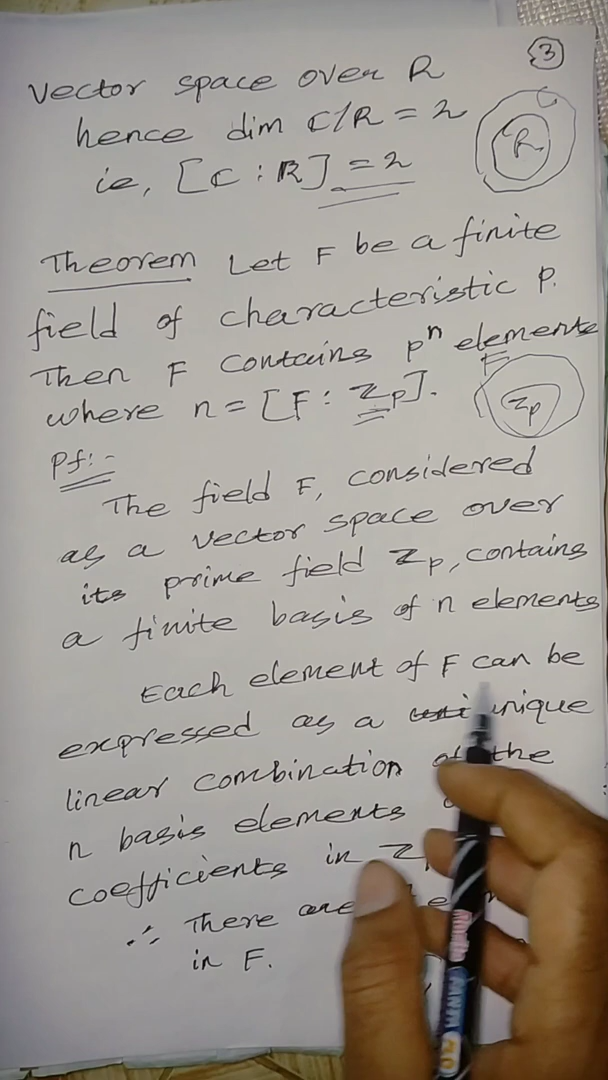 3
Vector space over R
hence dim C/R = 2
ie, [C : R] = 2
R
Theorem Let F be a finite
field of characteristic p.
Then F contains pⁿ elements
where n = [F : Zp].
F
Zp
Pf:-
The field F, considered
as a vector space over
its prime field Zp, contains
a finite basis of n elements
Each element of F can be
expressed as a unique
linear combination of the
n basis elements
coefficients in Z
∴ There are
in F.